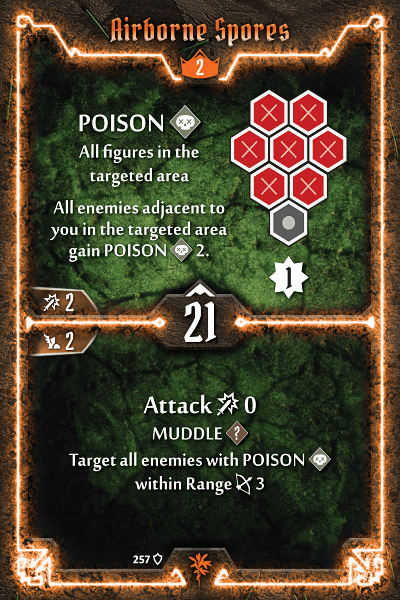 Airborne Spores
2
POISON
All figures in the
targeted area
All enemies adjacent to
you in the targeted area
gain POISON 2.
1
2
21
2
Attack 0
MUDDLE ?
Target all enemies with POISON
within Range 3
257